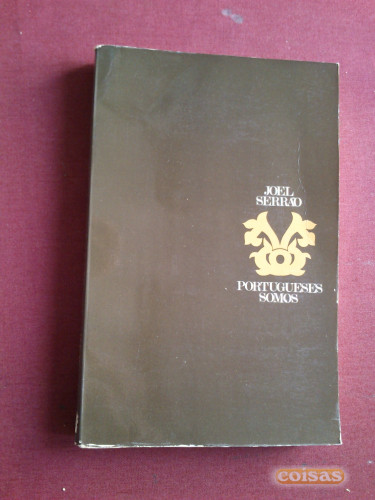 JOEL
SERRÃO
PORTUGUESES
SOMOS
coisas